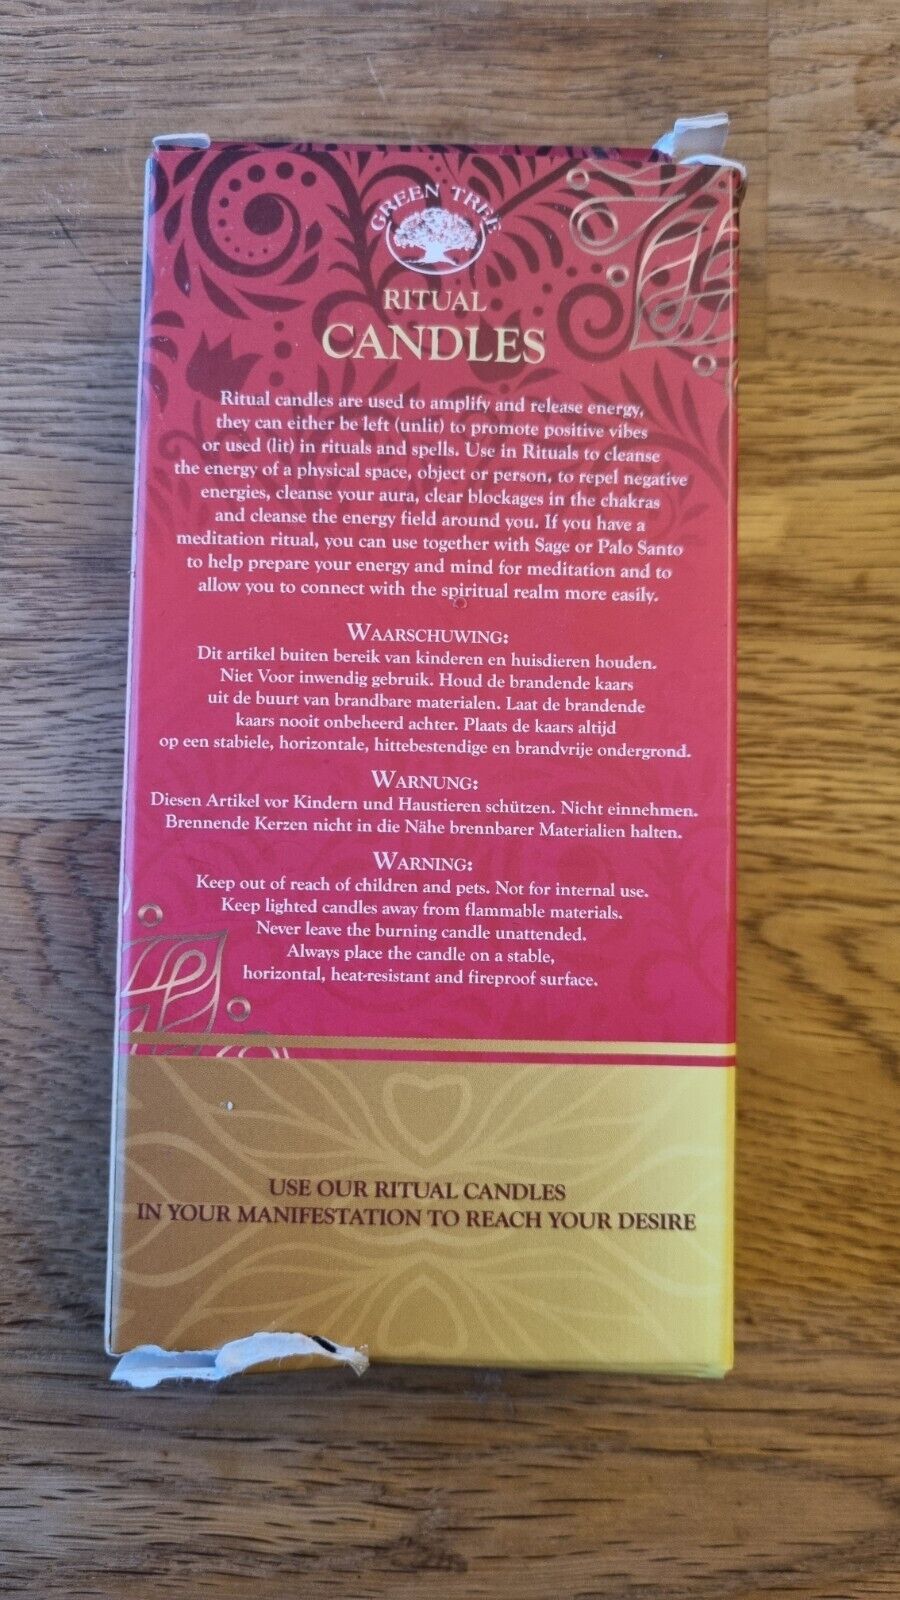 GREEN TREE
RITUAL
CANDLES
Ritual candles are used to amplify and release energy,
they can either be left (unlit) to promote positive vibes
or used (lit) in rituals and spells. Use in Rituals to cleanse
the energy of a physical space, object or person, to repel negative
energies, cleanse your aura, clear blockages in the chakras
and cleanse the energy field around you. If you have a
meditation ritual, you can use together with Sage or Palo Santo
to help prepare your energy and mind for meditation and to
allow you to connect with the spiritual realm more easily.
WAARSCHUWING:
Dit artikel buiten bereik van kinderen en huisdieren houden.
Niet Voor inwendig gebruik. Houd de brandende kaars
uit de buurt van brandbare materialen. Laat de brandende
kaars nooit onbeheerd achter. Plaats de kaars altijd
op een stabiele, horizontale, hittebestendige en brandvrije ondergrond.
WARNUNG:
Diesen Artikel vor Kindern und Haustieren schützen. Nicht einnehmen.
Brennende Kerzen nicht in die Nähe brennbarer Materialien halten.
WARNING:
Keep out of reach of children and pets. Not for internal use.
Keep lighted candles away from flammable materials.
Never leave the burning candle unattended.
Always place the candle on a stable,
horizontal, heat-resistant and fireproof surface.
USE OUR RITUAL CANDLES
IN YOUR MANIFESTATION TO REACH YOUR DESIRE